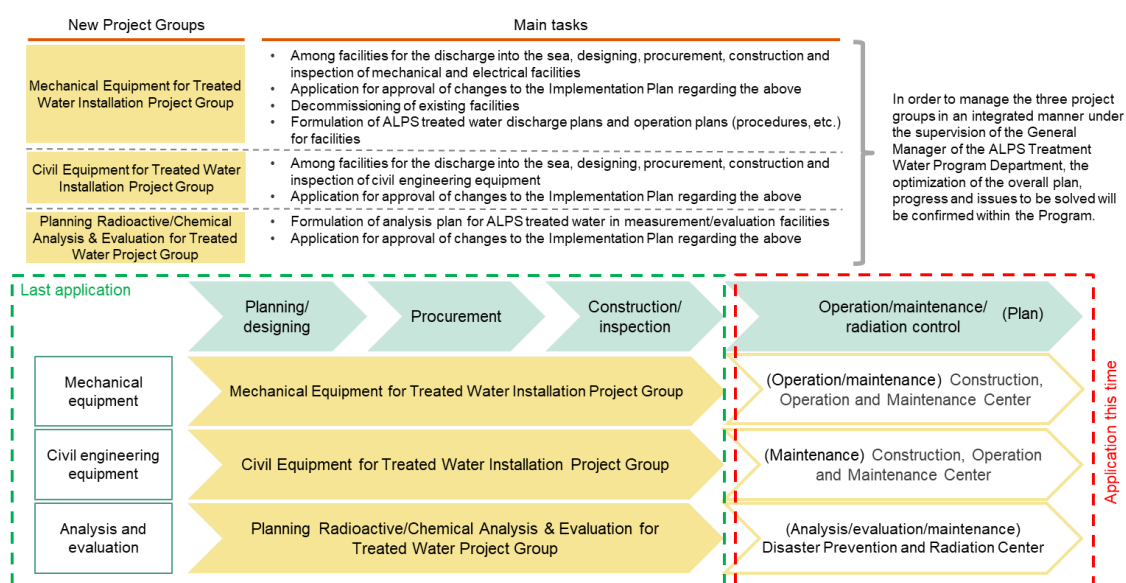 New Project Groups
Main tasks
Mechanical Equipment for Treated
Water Installation Project Group
• Among facilities for the discharge into the sea, designing, procurement, construction and
inspection of mechanical and electrical facilities
• Application for approval of changes to the Implementation Plan regarding the above
• Decommissioning of existing facilities
• Formulation of ALPS treated water discharge plans and operation plans (procedures, etc.)
for facilities
Civil Equipment for Treated Water
Installation Project Group
• Among facilities for the discharge into the sea, designing, procurement, construction and
inspection of civil engineering equipment
• Application for approval of changes to the Implementation Plan regarding the above
Planning Radioactive/Chemical
Analysis & Evaluation for Treated
Water Project Group
• Formulation of analysis plan for ALPS treated water in measurement/evaluation facilities
• Application for approval of changes to the Implementation Plan regarding the above
In order to manage the three project
groups in an integrated manner under
the supervision of the General
Manager of the ALPS Treatment
Water Program Department, the
optimization of the overall plan,
progress and issues to be solved will
be confirmed within the Program.
Last application
Planning/
designing
Procurement
Construction/
inspection
Operation/maintenance/
radiation control
(Plan)
Mechanical
equipment
Mechanical Equipment for Treated Water Installation Project Group
(Operation/maintenance) Construction,
Operation and Maintenance Center
Civil engineering
equipment
Civil Equipment for Treated Water Installation Project Group
(Maintenance) Construction, Operation
and Maintenance Center
Analysis and
evaluation
Planning Radioactive/Chemical Analysis & Evaluation for
Treated Water Project Group
(Analysis/evaluation/maintenance)
Disaster Prevention and Radiation Center
Application this time